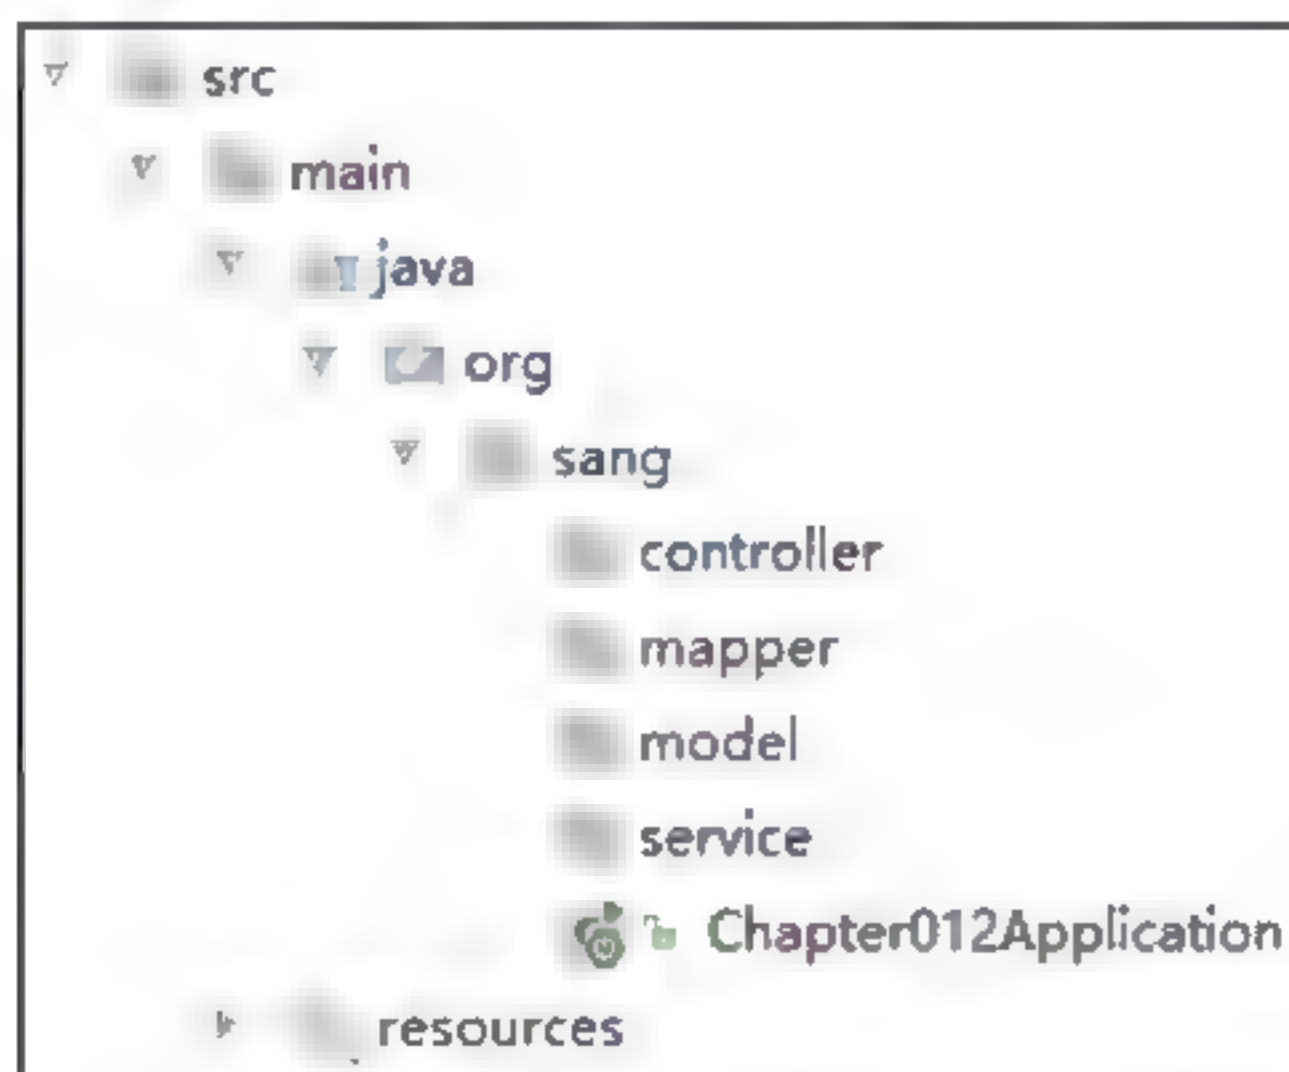 src
main
java
org
sang
controller
mapper
model
service
Chapter012Application
resources